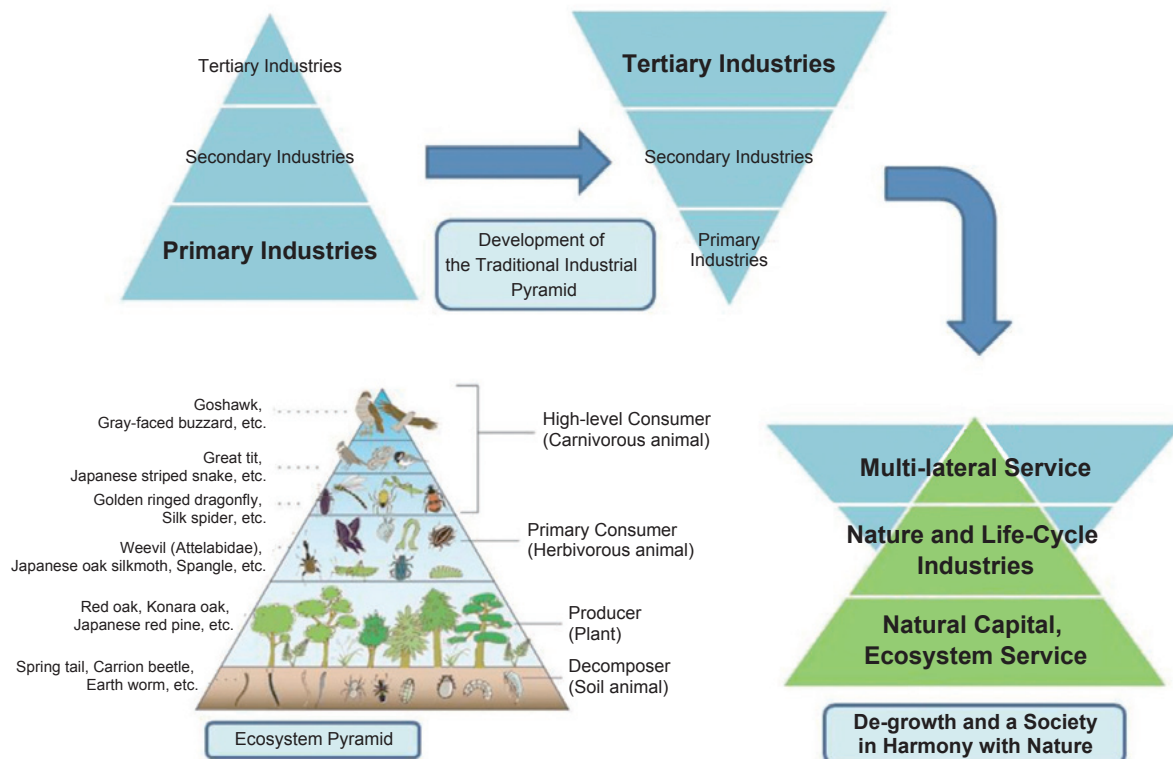 Tertiary Industries
Secondary Industries
Primary Industries
Development of
the Traditional Industrial
Pyramid
Tertiary Industries
Secondary Industries
Primary
Industries
Goshawk,
Gray-faced buzzard, etc.
Great tit,
Japanese striped snake, etc.
Golden ringed dragonfly,
Silk spider, etc.
Weevil (Attelabidae),
Japanese oak silkmoth, Spangle, etc.
Red oak, Konara oak,
Japanese red pine, etc.
Spring tail, Carrion beetle,
Earth worm, etc.
High-level Consumer
(Carnivorous animal)
Primary Consumer
(Herbivorous animal)
Producer
(Plant)
Decomposer
(Soil animal)
Ecosystem Pyramid
Multi-lateral Service
Nature and Life-Cycle
Industries
Natural Capital,
Ecosystem Service
De-growth and a Society
in Harmony with Nature